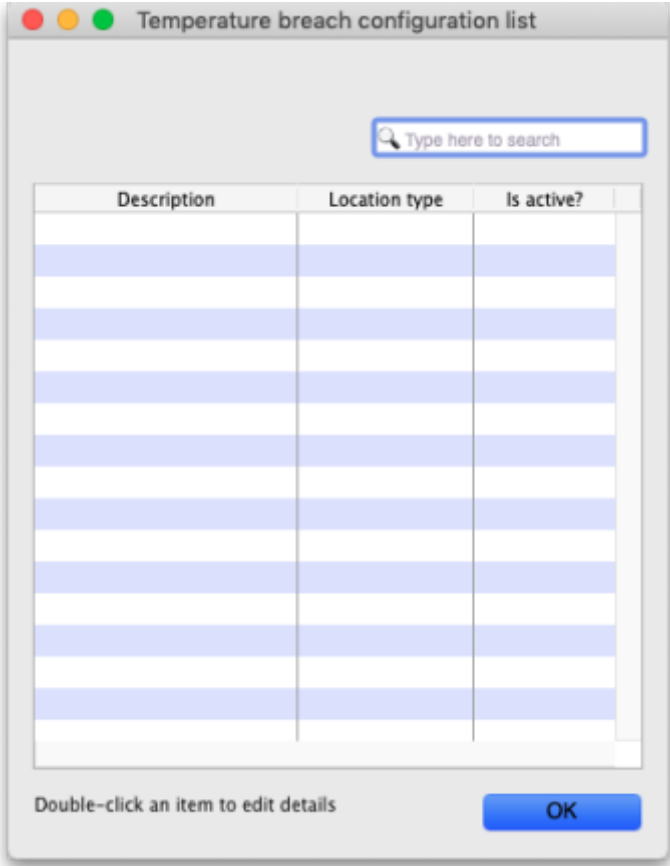 Temperature breach configuration list
Type here to search
Description Location type Is active?
Double-click an item to edit details
OK